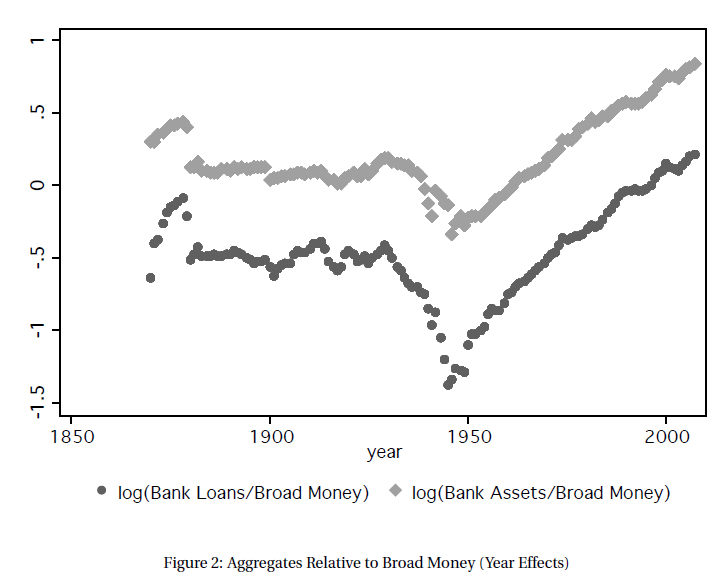 1
.5
0
-.5
-1
-1.5
1850 1900 1950 2000
year
log(Bank Loans/Broad Money) log(Bank Assets/Broad Money)
Figure 2: Aggregates Relative to Broad Money (Year Effects)